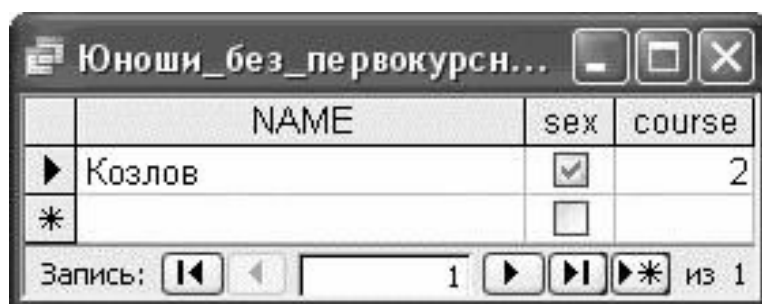 Юноши_без_первокурсн...
NAME sex course
Козлов 2
Запись: 1 из 1